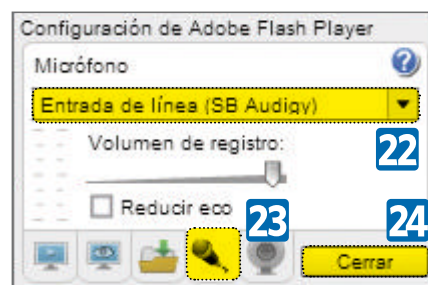 Configuración de Adobe Flash Player
Micrófono
?
Entrada de línea (SB Audigy)
22
Volumen de registro:
Reducir eco
23
24
Cerrar